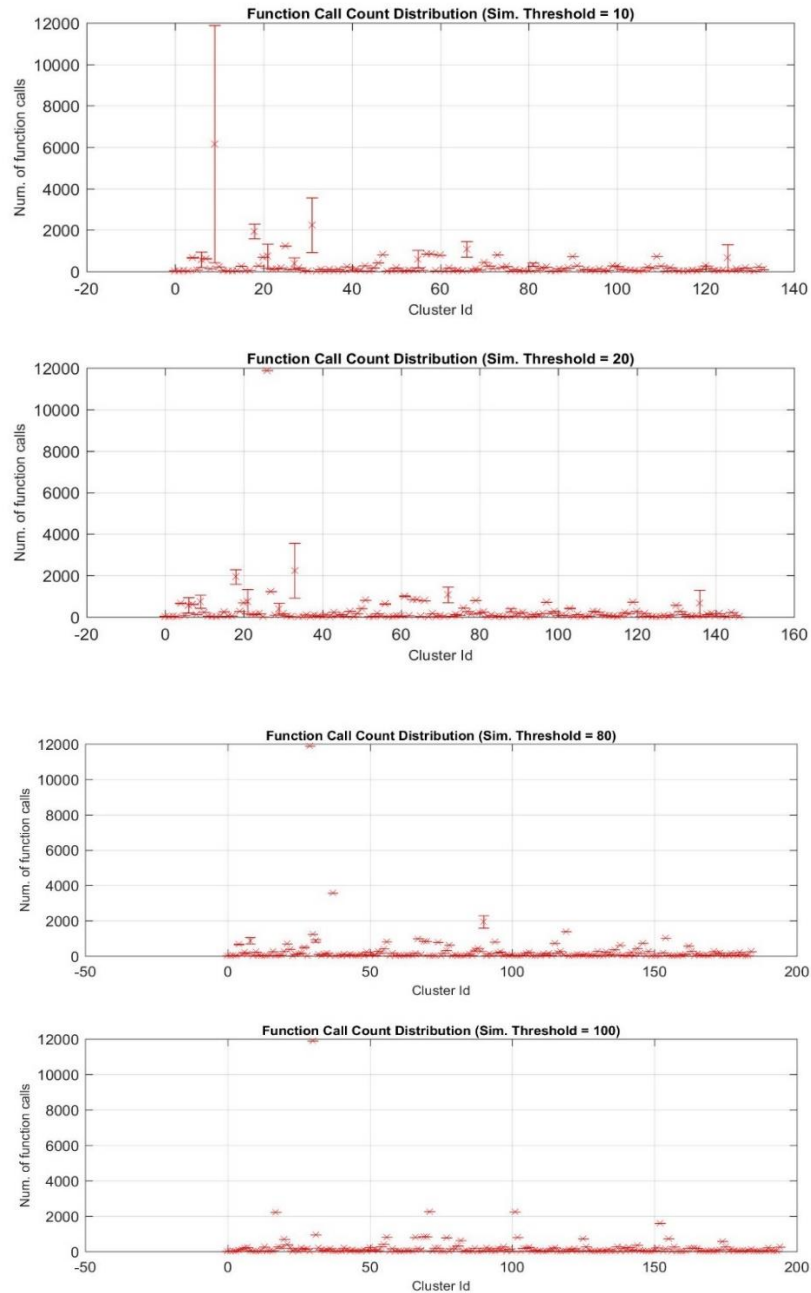 Function Call Count Distribution (Sim. Threshold = 10)
12000
10000
8000
6000
4000
2000
0
Num. of function calls
-20 0 20 40 60 80 100 120 140
Cluster Id
Function Call Count Distribution (Sim. Threshold = 20)
12000
10000
8000
6000
4000
2000
0
Num. of function calls
-20 0 20 40 60 80 100 120 140 160
Cluster Id
Function Call Count Distribution (Sim. Threshold = 80)
12000
10000
8000
6000
4000
2000
0
Num. of function calls
-50 0 50 100 150 200
Cluster Id
Function Call Count Distribution (Sim. Threshold = 100)
12000
10000
8000
6000
4000
2000
0
Num. of function calls
-50 0 50 100 150 200
Cluster Id